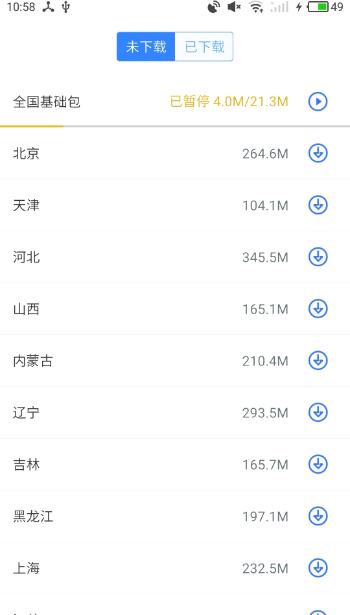 10:58 49
未下载 已下载
全国基础包 已暂停 4.0M/21.3M
北京 264.6M
天津 104.1M
河北 345.5M
山西 165.1M
内蒙古 210.4M
辽宁 293.5M
吉林 165.7M
黑龙江 197.1M
上海 232.5M